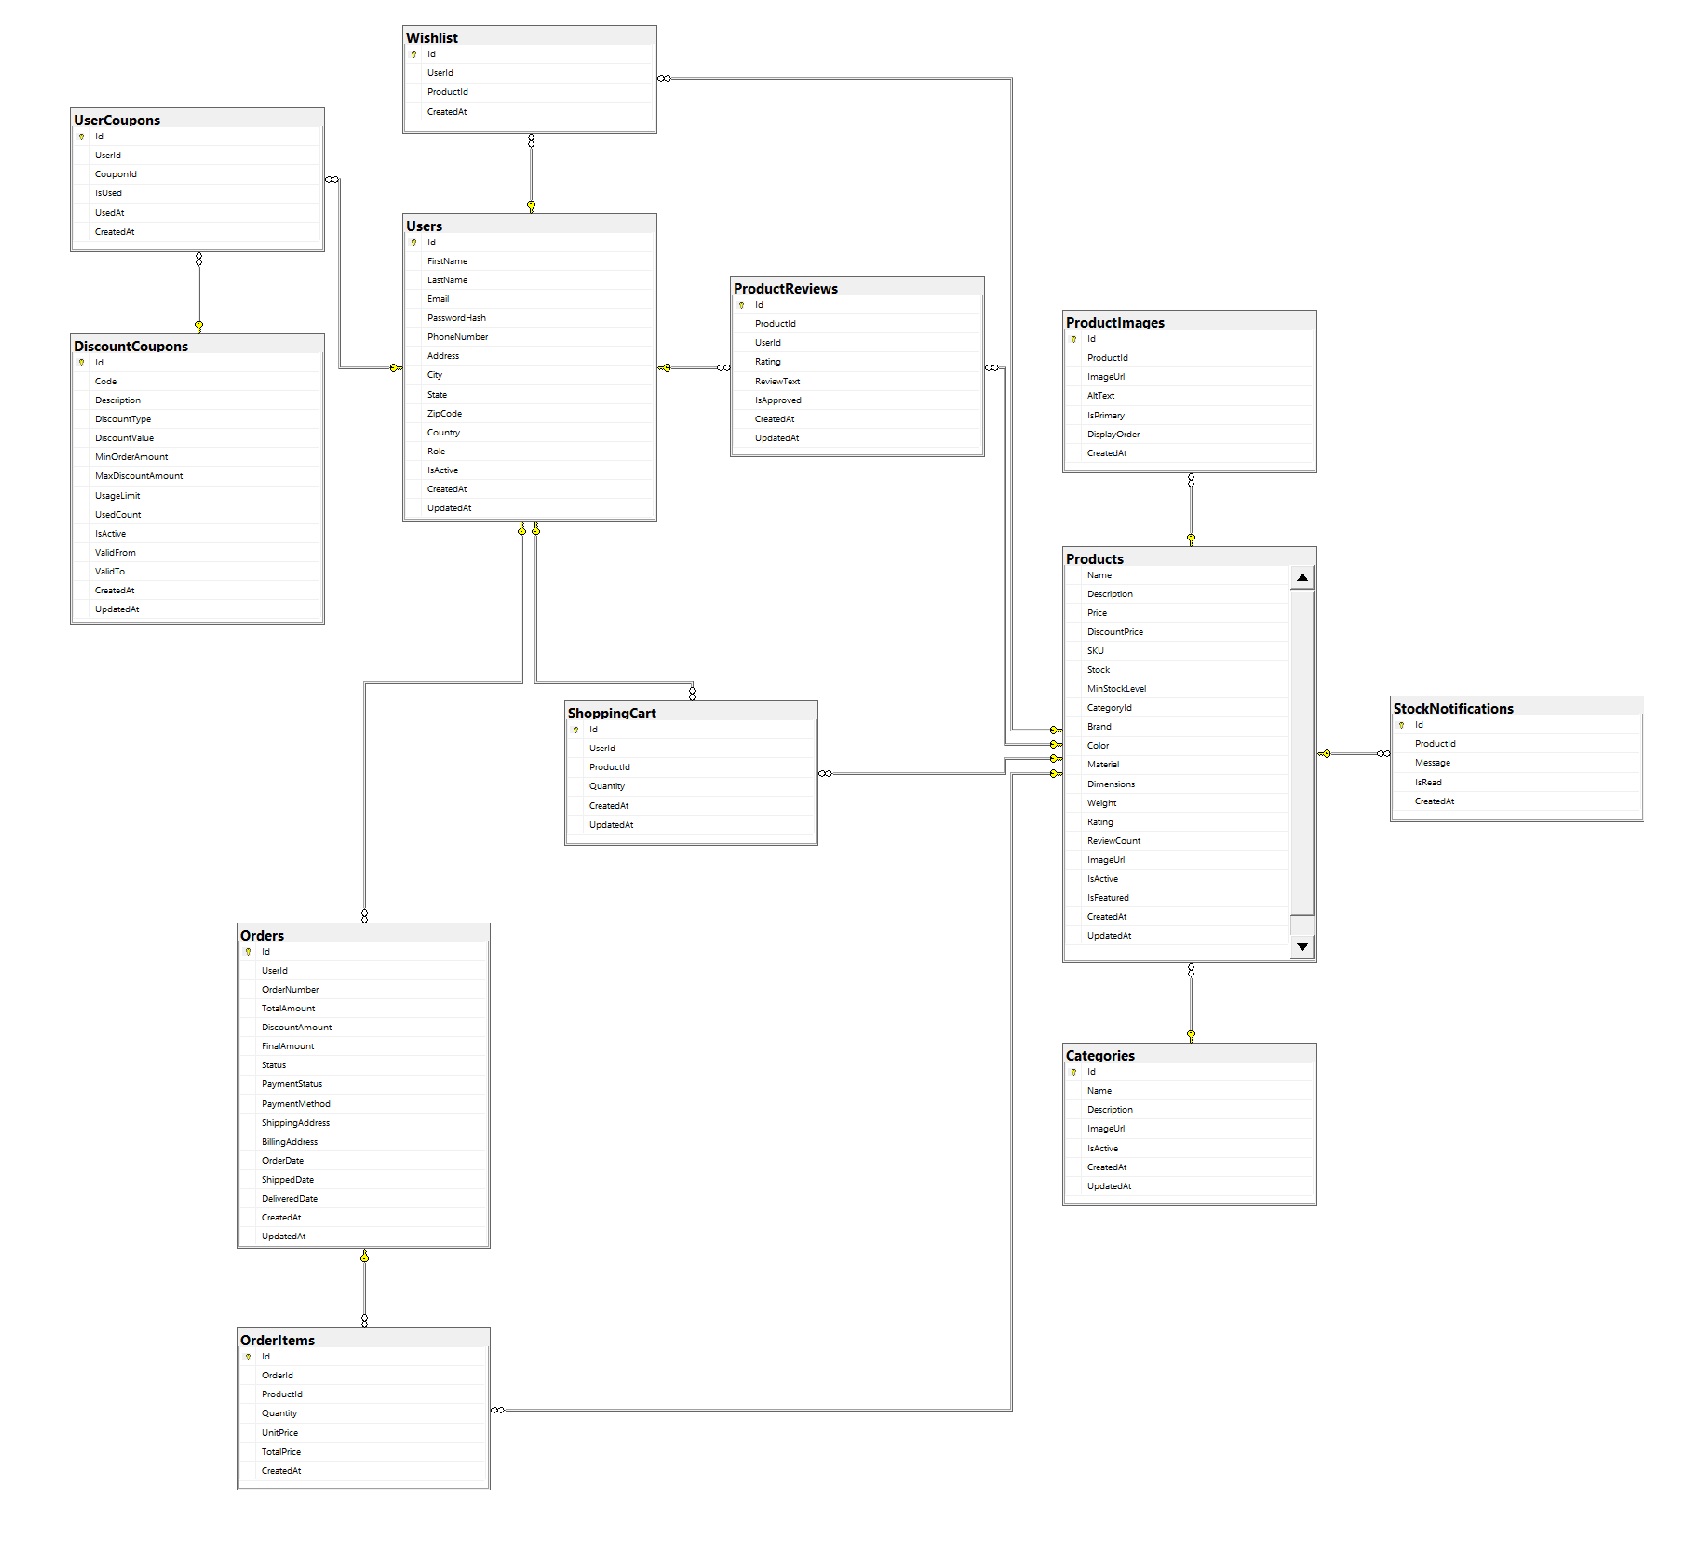 Wishlist
Id
UserId
ProductId
CreatedAt
UserCoupons
Id
UserId
CouponId
IsUsed
UsedAt
CreatedAt
Users
Id
FirstName
LastName
Email
PasswordHash
PhoneNumber
Address
City
State
ZipCode
Country
Role
IsActive
CreatedAt
UpdatedAt
ProductReviews
Id
ProductId
UserId
Rating
ReviewText
IsApproved
CreatedAt
UpdatedAt
ProductImages
Id
ProductId
ImageUrl
AltText
IsPrimary
DisplayOrder
CreatedAt
DiscountCoupons
Id
Code
Description
DiscountType
DiscountValue
MinOrderAmount
MaxDiscountAmount
UsageLimit
UsedCount
IsActive
ValidFrom
ValidTo
CreatedAt
UpdatedAt
Products
Name
Description
Price
DiscountPrice
SKU
Stock
MinStockLevel
CategoryId
Brand
Color
Material
Dimensions
Weight
Rating
ReviewCount
ImageUrl
IsActive
IsFeatured
CreatedAt
UpdatedAt
StockNotifications
Id
ProductId
Message
IsRead
CreatedAt
ShoppingCart
Id
UserId
ProductId
Quantity
CreatedAt
UpdatedAt
Orders
Id
UserId
OrderNumber
TotalAmount
DiscountAmount
FinalAmount
Status
PaymentStatus
PaymentMethod
ShippingAddress
BillingAddress
OrderDate
ShippedDate
DeliveredDate
CreatedAt
UpdatedAt
Categories
Id
Name
Description
ImageUrl
IsActive
CreatedAt
UpdatedAt
OrderItems
Id
OrderId
ProductId
Quantity
UnitPrice
TotalPrice
CreatedAt